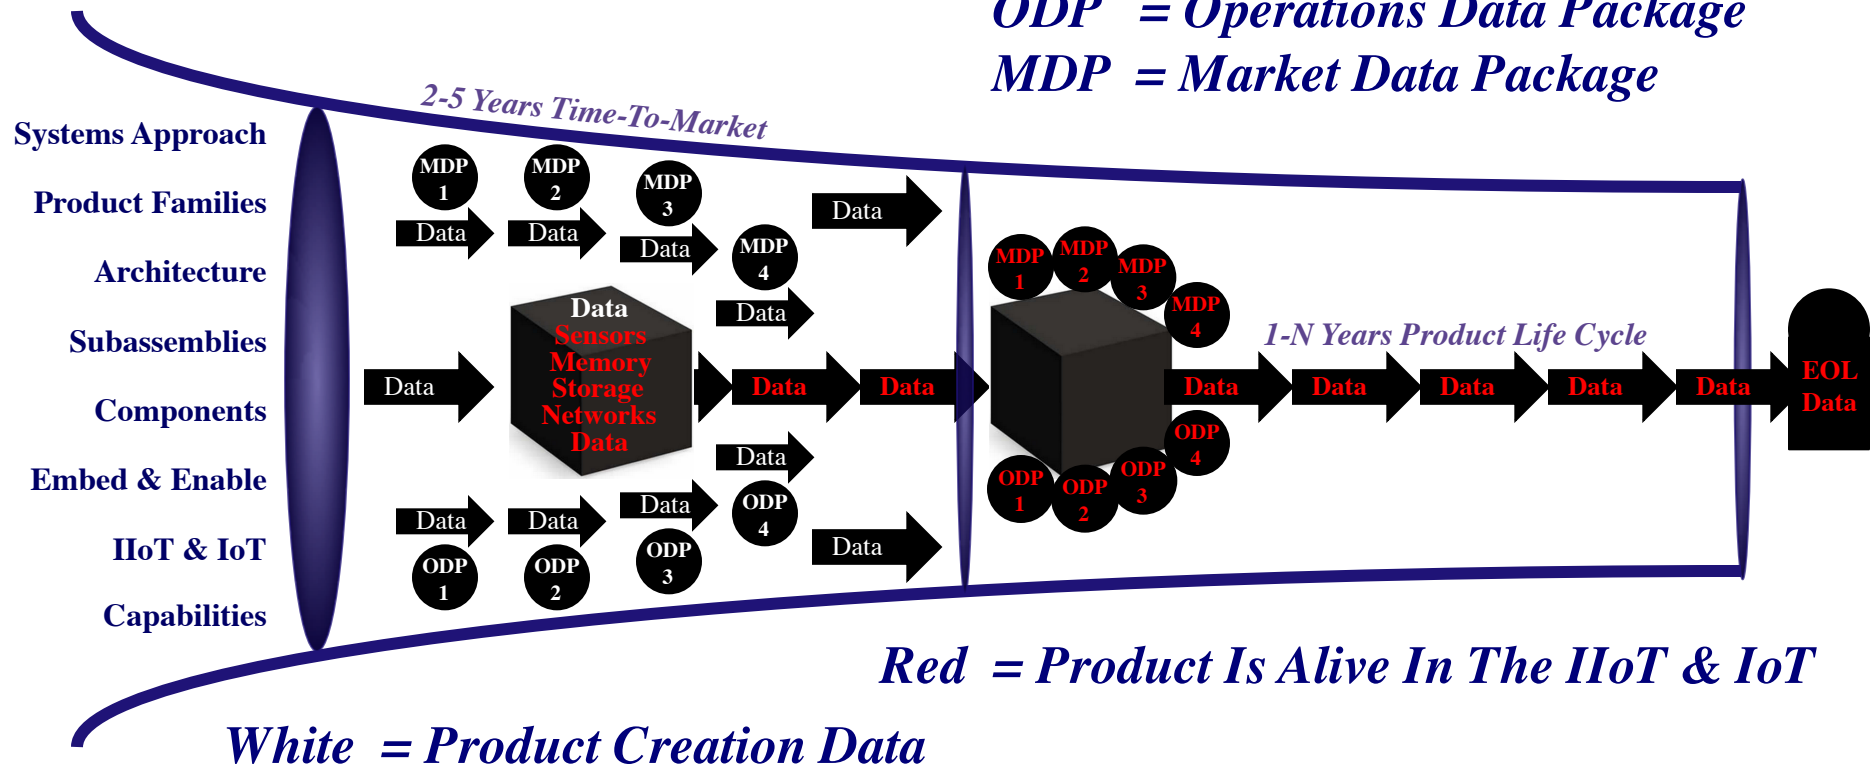 ODP = Operations Data Package
MDP = Market Data Package
2-5 Years Time-To-Market
Systems Approach
Product Families
Architecture
Subassemblies
Components
Embed & Enable
IIoT & IoT
Capabilities
MDP
1
MDP
2
MDP
3
MDP
4
Data
Data
Data
Data
Data
Data
Data
Sensors
Memory
Storage
Networks
Data
Data
Data
Data
Data
Data
Data
Data
Data
ODP
1
ODP
2
ODP
3
ODP
4
MDP
1
MDP
2
MDP
3
MDP
4
1-N Years Product Life Cycle
Data
Data
Data
Data
Data
EOL
Data
ODP
1
ODP
2
ODP
3
ODP
4
Red = Product Is Alive In The IIoT & IoT
White = Product Creation Data